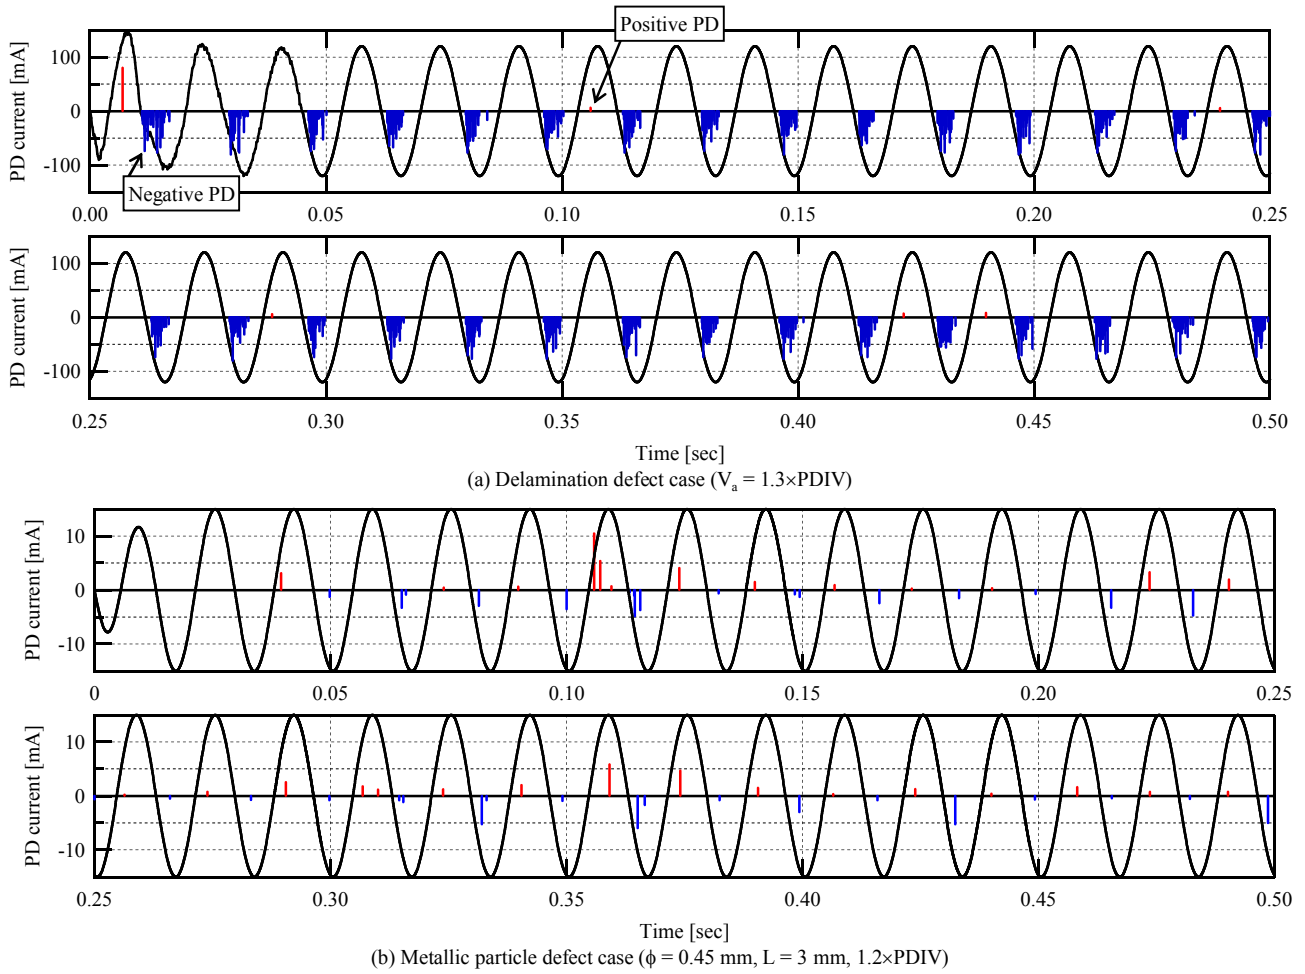 Positive PD
PD current [mA]
100
0
-100
Negative PD
0.00 0.05 0.10 0.15 0.20 0.25
PD current [mA]
100
0
-100
0.25 0.30 0.35 0.40 0.45 0.50
Time [sec]
(a) Delamination defect case (Va = 1.3×PDIV)
PD current [mA]
10
0
-10
0 0.05 0.10 0.15 0.20 0.25
PD current [mA]
10
0
-10
0.25 0.30 0.35 0.40 0.45 0.50
Time [sec]
(b) Metallic particle defect case (ϕ = 0.45 mm, L = 3 mm, 1.2×PDIV)